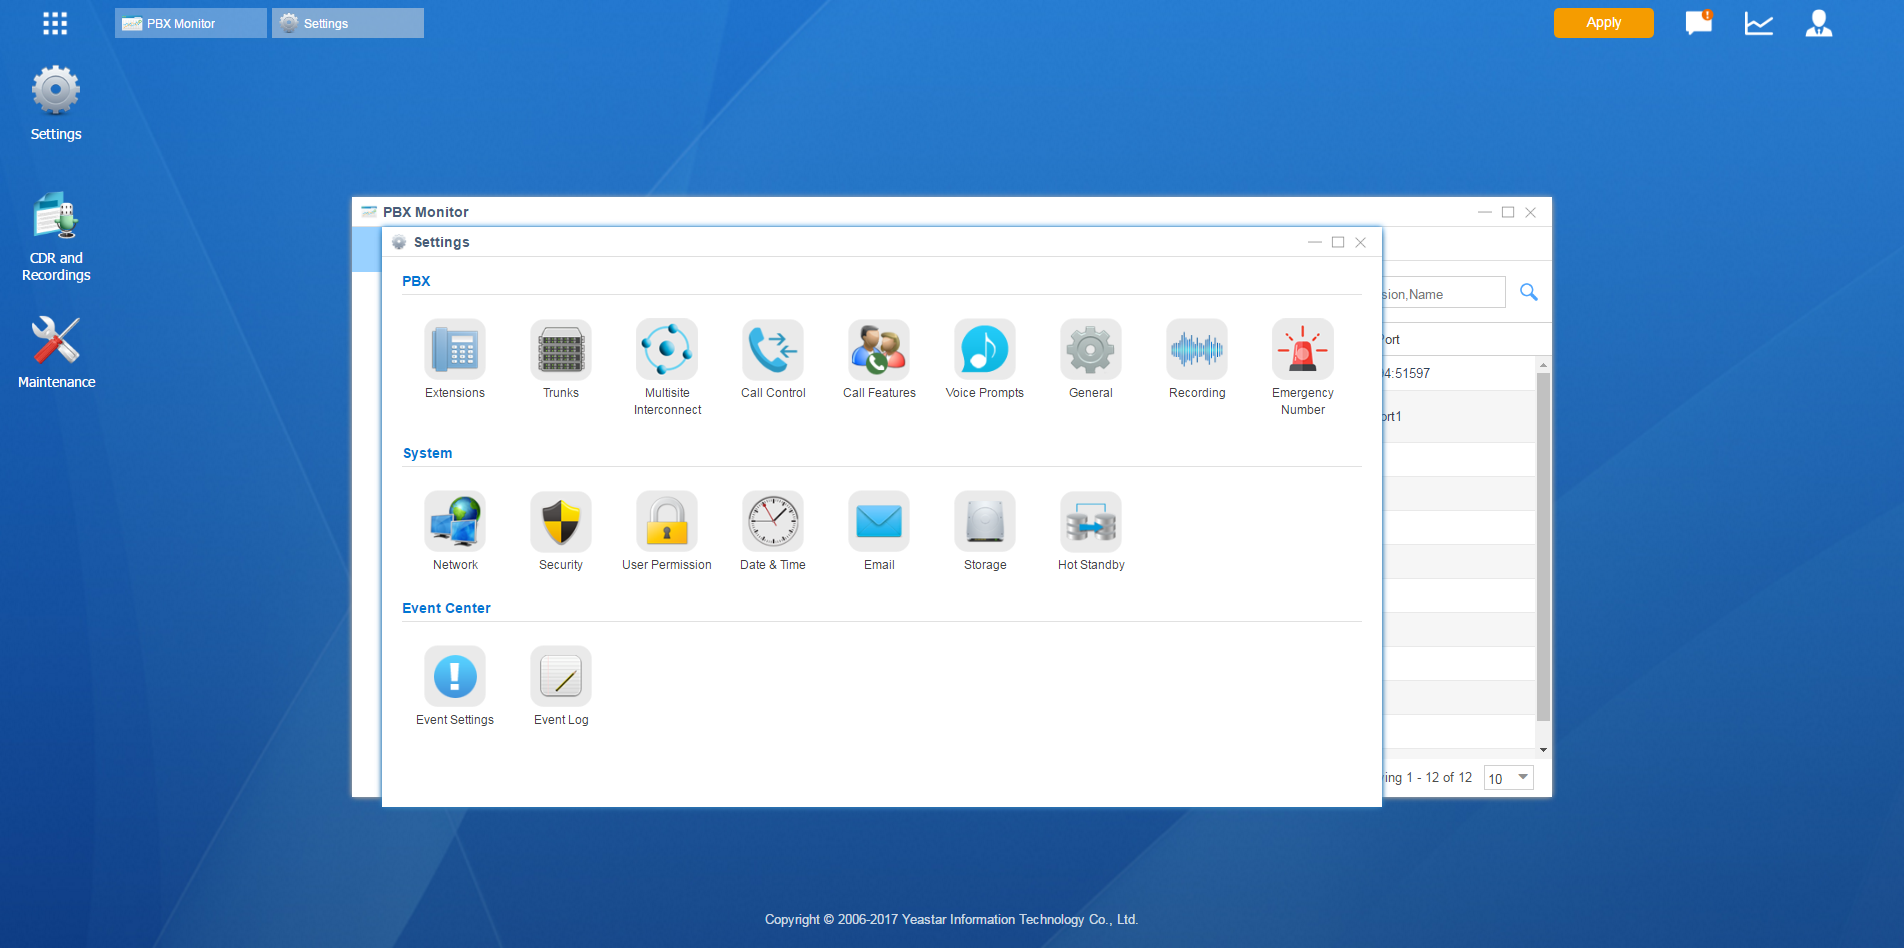 PBX Monitor
Settings
Apply
Settings
CDR and
Recordings
Maintenance
PBX Monitor
Settings
PBX
Extensions
Trunks
Multisite
Interconnect
Call Control
Call Features
Voice Prompts
General
Recording
Emergency
Number
System
Network
Security
User Permission
Date & Time
Email
Storage
Hot Standby
Event Center
Event Settings
Event Log
sion,Name
Port
04:51597
ort1
ving 1 - 12 of 12
10
Copyright © 2006-2017 Yeastar Information Technology Co., Ltd.